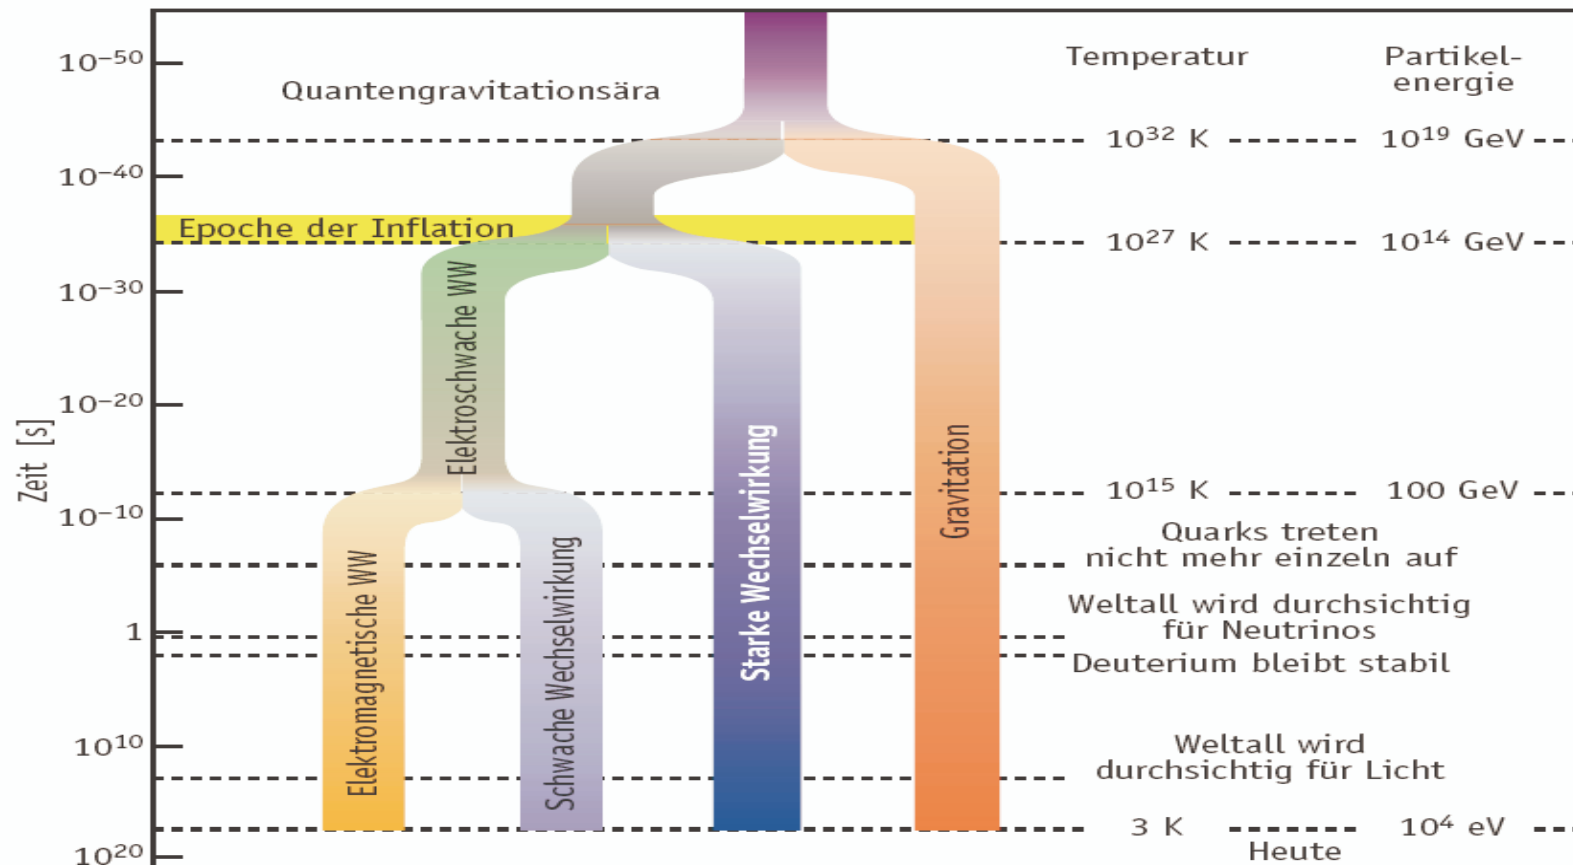 Temperatur
Partikel-
energie
10⁻⁵⁰
Quantengravitationsära
10³² K
10¹⁹ GeV
10⁻⁴⁰
Epoche der Inflation
10²⁷ K
10¹⁴ GeV
10⁻³⁰
Elektroschwache WW
10⁻²⁰
Zeit [s]
Starke Wechselwirkung
Gravitation
10¹⁵ K
100 GeV
10⁻¹⁰
Quarks treten
nicht mehr einzeln auf
Elektromagnetische WW
Schwache Wechselwirkung
Weltall wird durchsichtig
für Neutrinos
1
Deuterium bleibt stabil
10¹⁰
Weltall wird
durchsichtig für Licht
3 K
10⁴ eV
Heute
10²⁰